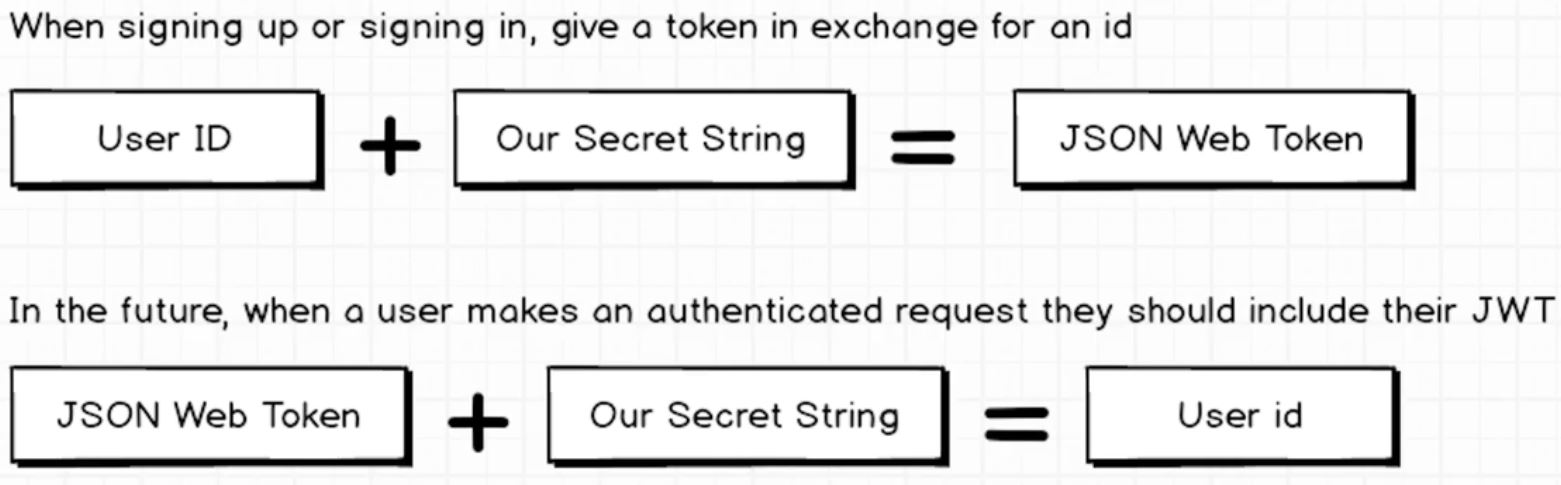 When signing up or signing in, give a token in exchange for an id
User ID + Our Secret String = JSON Web Token
In the future, when a user makes an authenticated request they should include their JWT
JSON Web Token + Our Secret String = User id